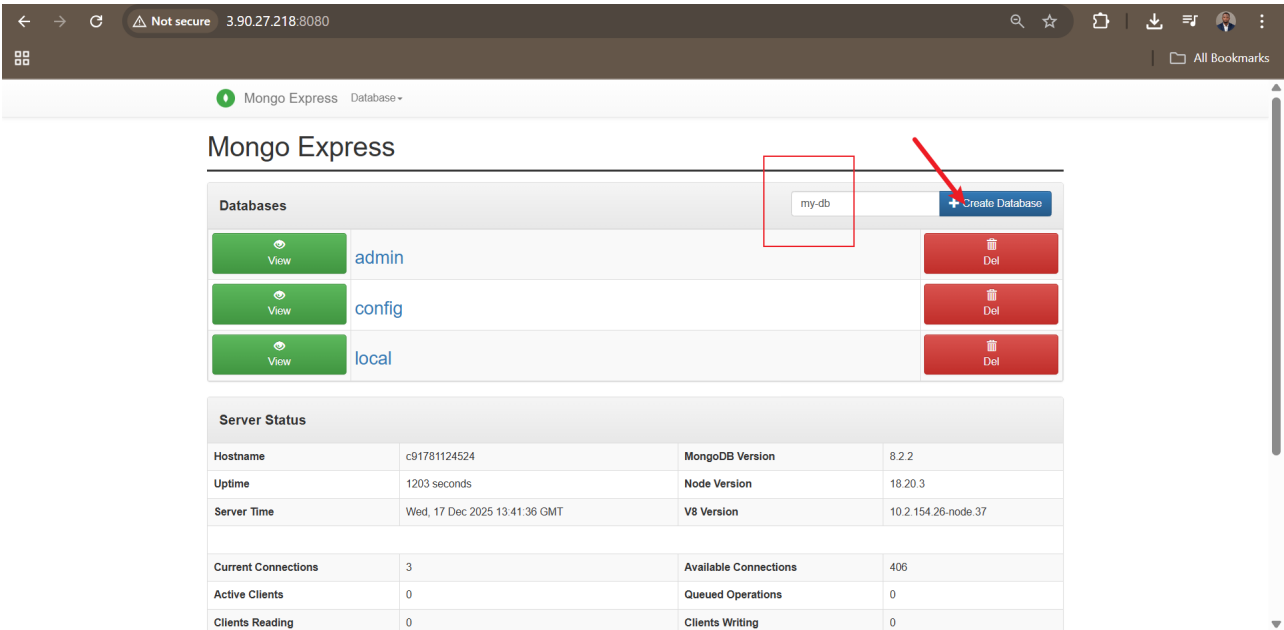 Not secure 3.90.27.218:8080
All Bookmarks
Mongo Express Database
Mongo Express
Databases my-db Create Database
View admin Del
View config Del
View local Del
Server Status
Hostname c91781124524 MongoDB Version 8.2.2
Uptime 1203 seconds Node Version 18.20.3
Server Time Wed, 17 Dec 2025 13:41:36 GMT V8 Version 10.2.154.26-node.37
Current Connections 3 Available Connections 406
Active Clients 0 Queued Operations 0
Clients Reading 0 Clients Writing 0